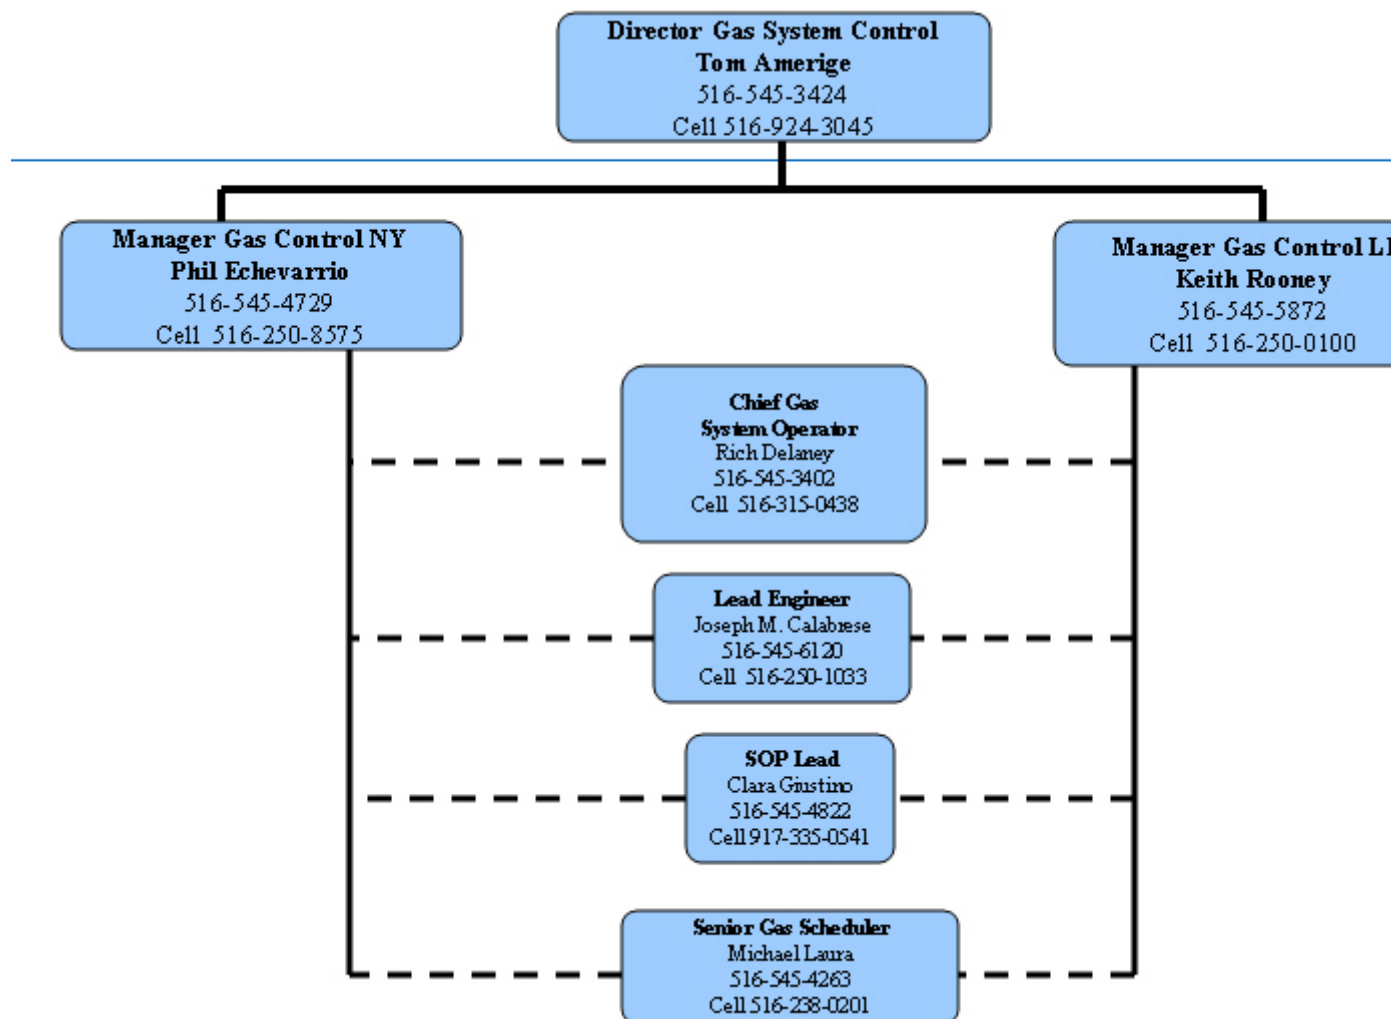 Director Gas System Control
Tom Amerige
516-545-3424
Cell 516-924-3045
Manager Gas Control NY
Phil Echevarrio
516-545-4729
Cell 516-250-8575
Manager Gas Control LI
Keith Rooney
516-545-5872
Cell 516-250-0100
Chief Gas
System Operator
Rich Delaney
516-545-3402
Cell 516-315-0438
Lead Engineer
Joseph M. Calabrese
516-545-6120
Cell 516-250-1033
SOP Lead
Clara Giustino
516-545-4822
Cell 917-335-0541
Senior Gas Scheduler
Michael Laura
516-545-4263
Cell 516-238-0201